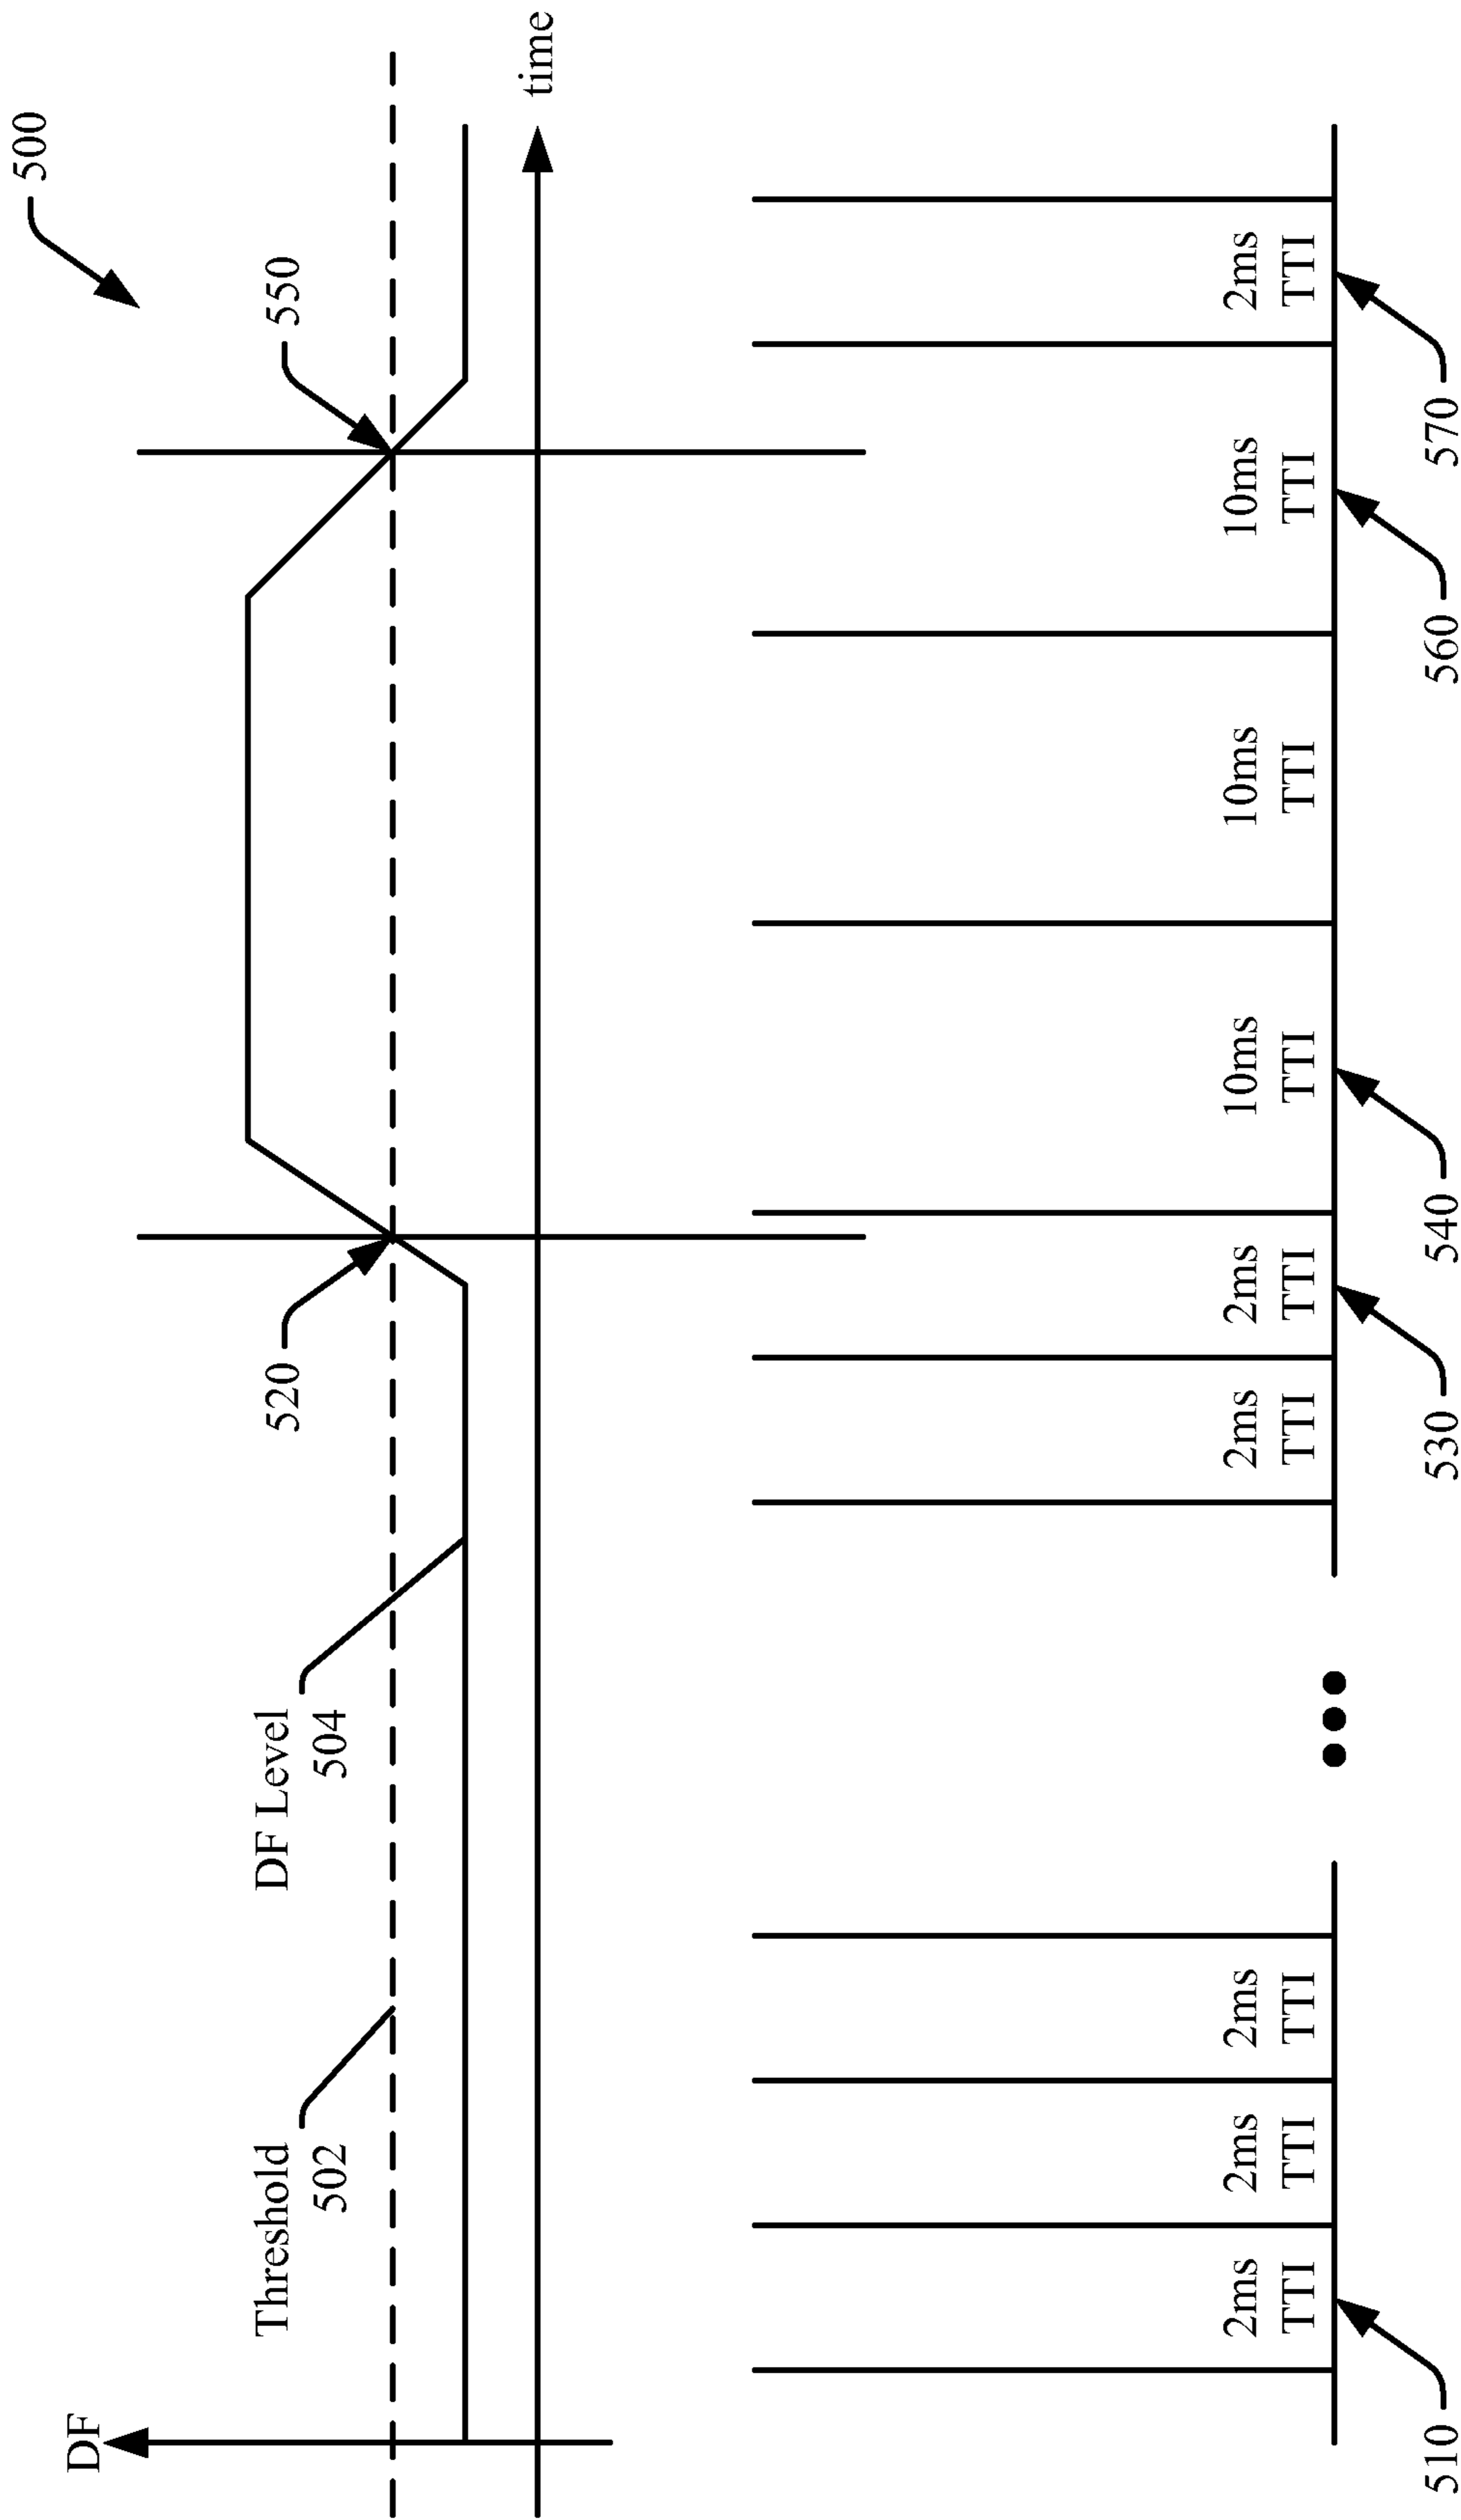 500
DF
Threshold
502
DF Level
504
520
550
time
2ms
TTI
2ms
TTI
2ms
TTI
2ms
TTI
2ms
TTI
10ms
TTI
10ms
TTI
10ms
TTI
2ms
TTI
510
530
540
560
570